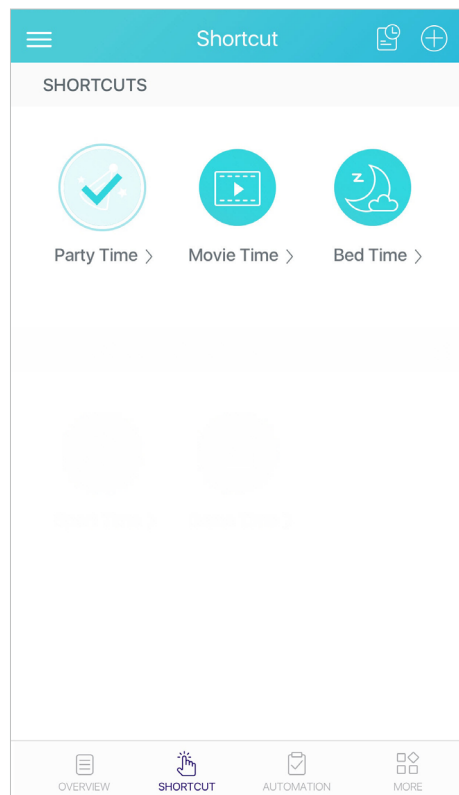 Shortcut
SHORTCUTS
Party Time
Movie Time
Bed Time
OVERVIEW
SHORTCUT
AUTOMATION
MORE